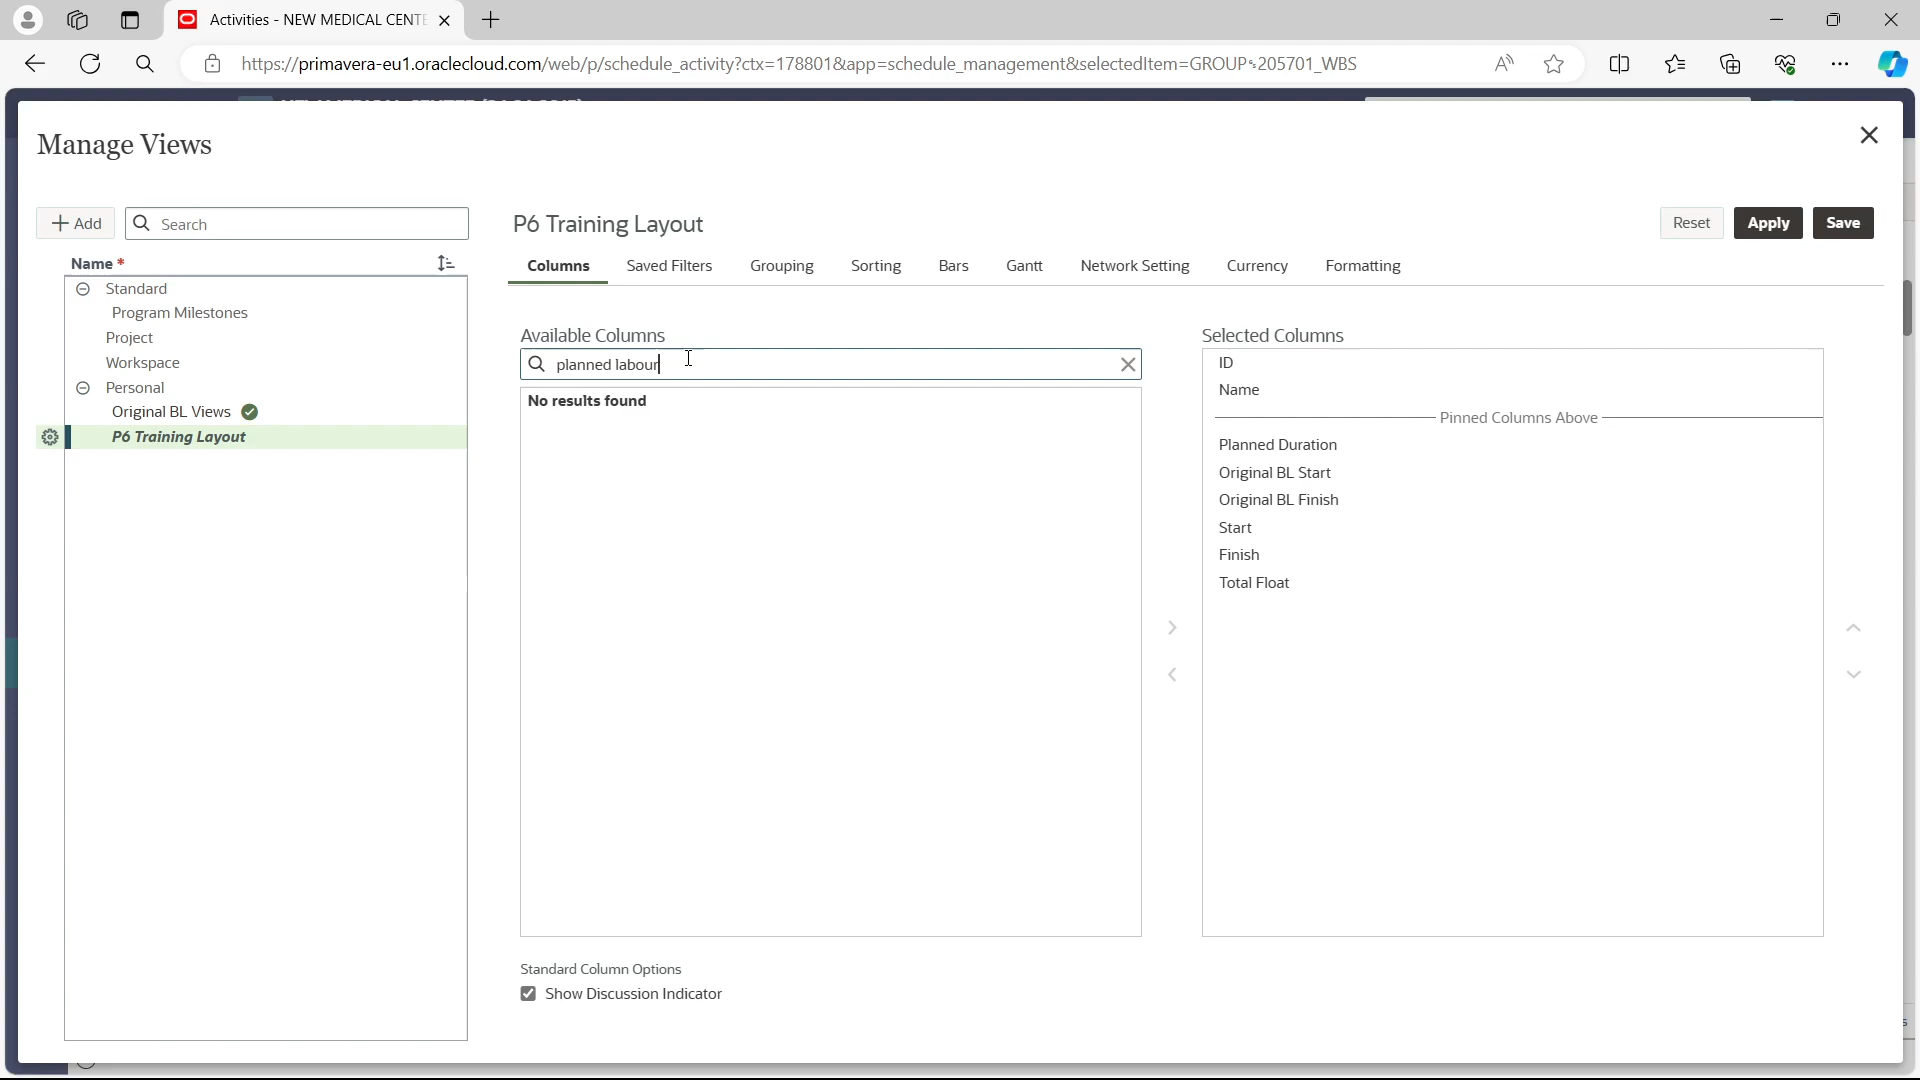 Activities - NEW MEDICAL CENTE
https://primavera-eu1.oraclecloud.com/web/p/schedule_activity?ctx=178801&app=schedule_management&selectedItem=GROUP~205701_WBS
Manage Views
Add
Search
Name *
Standard
Program Milestones
Project
Workspace
Personal
Original BL Views
P6 Training Layout
P6 Training Layout
Reset
Apply
Save
Columns
Saved Filters
Grouping
Sorting
Bars
Gantt
Network Setting
Currency
Formatting
Available Columns
planned labour
No results found
Selected Columns
ID
Name
Pinned Columns Above
Planned Duration
Original BL Start
Original BL Finish
Start
Finish
Total Float
Standard Column Options
Show Discussion Indicator